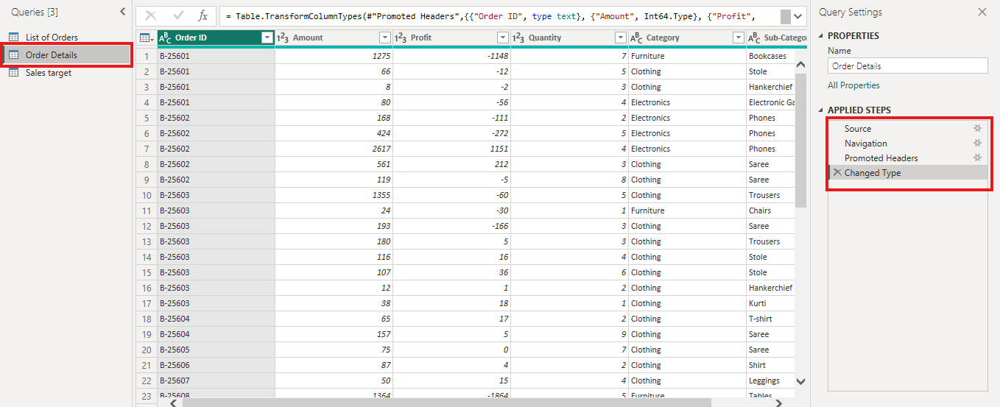 Queries [3]
List of Orders
Order Details
Sales target
fx
= Table.TransformColumnTypes(#"Promoted Headers",{{"Order ID", type text}, {"Amount", Int64.Type}, {"Profit",
ABC Order ID 123 Amount 123 Profit 123 Quantity ABC Category ABC Sub-Categor
1 B-25601 1275 -1148 7 Furniture Bookcases
2 B-25601 66 -12 5 Clothing Stole
3 B-25601 8 -2 3 Clothing Hankerchief
4 B-25601 80 -56 4 Electronics Electronic Ga
5 B-25602 168 -111 2 Electronics Phones
6 B-25602 424 -272 5 Electronics Phones
7 B-25602 2617 1151 4 Electronics Phones
8 B-25602 561 212 3 Clothing Saree
9 B-25602 119 -5 8 Clothing Saree
10 B-25603 1355 -60 5 Clothing Trousers
11 B-25603 24 -30 1 Furniture Chairs
12 B-25603 193 -166 3 Clothing Saree
13 B-25603 180 5 3 Clothing Trousers
14 B-25603 116 16 4 Clothing Stole
15 B-25603 107 36 6 Clothing Stole
16 B-25603 12 1 2 Clothing Hankerchief
17 B-25603 38 18 1 Clothing Kurti
18 B-25604 65 17 2 Clothing T-shirt
19 B-25604 157 5 9 Clothing Saree
20 B-25605 75 0 7 Clothing Saree
21 B-25606 87 4 2 Clothing Shirt
22 B-25607 50 15 4 Clothing Leggings
23 B-25608 1364 -1864 5 Furniture Tables
Query Settings
PROPERTIES
Name
Order Details
All Properties
APPLIED STEPS
Source
Navigation
Promoted Headers
Changed Type